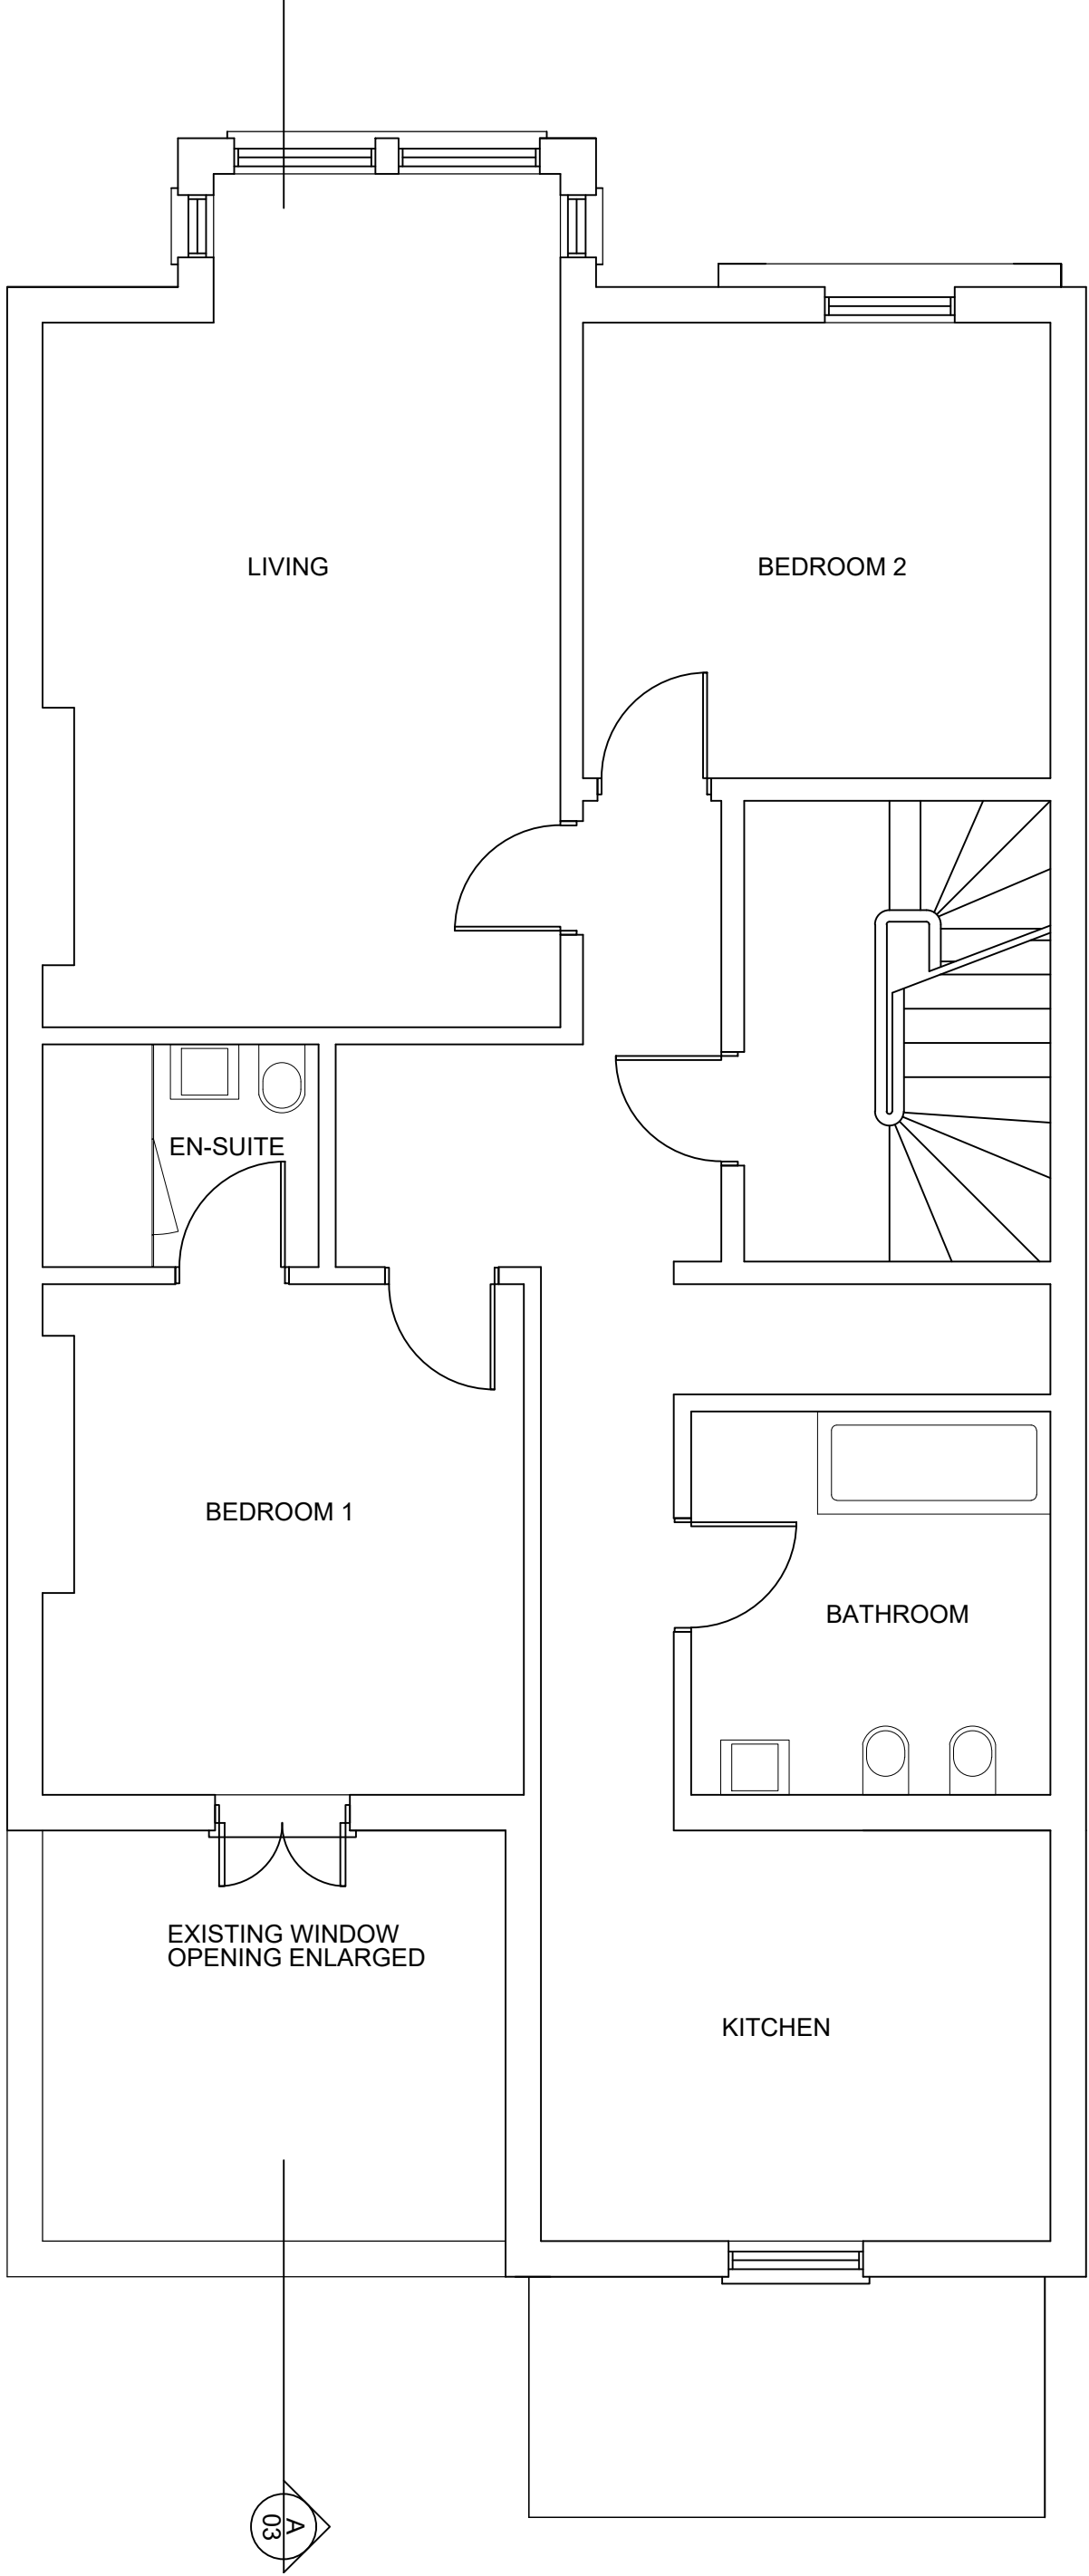 LIVING
BEDROOM 2
EN-SUITE
BEDROOM 1
BATHROOM
EXISTING WINDOW
OPENING ENLARGED
KITCHEN
A
03